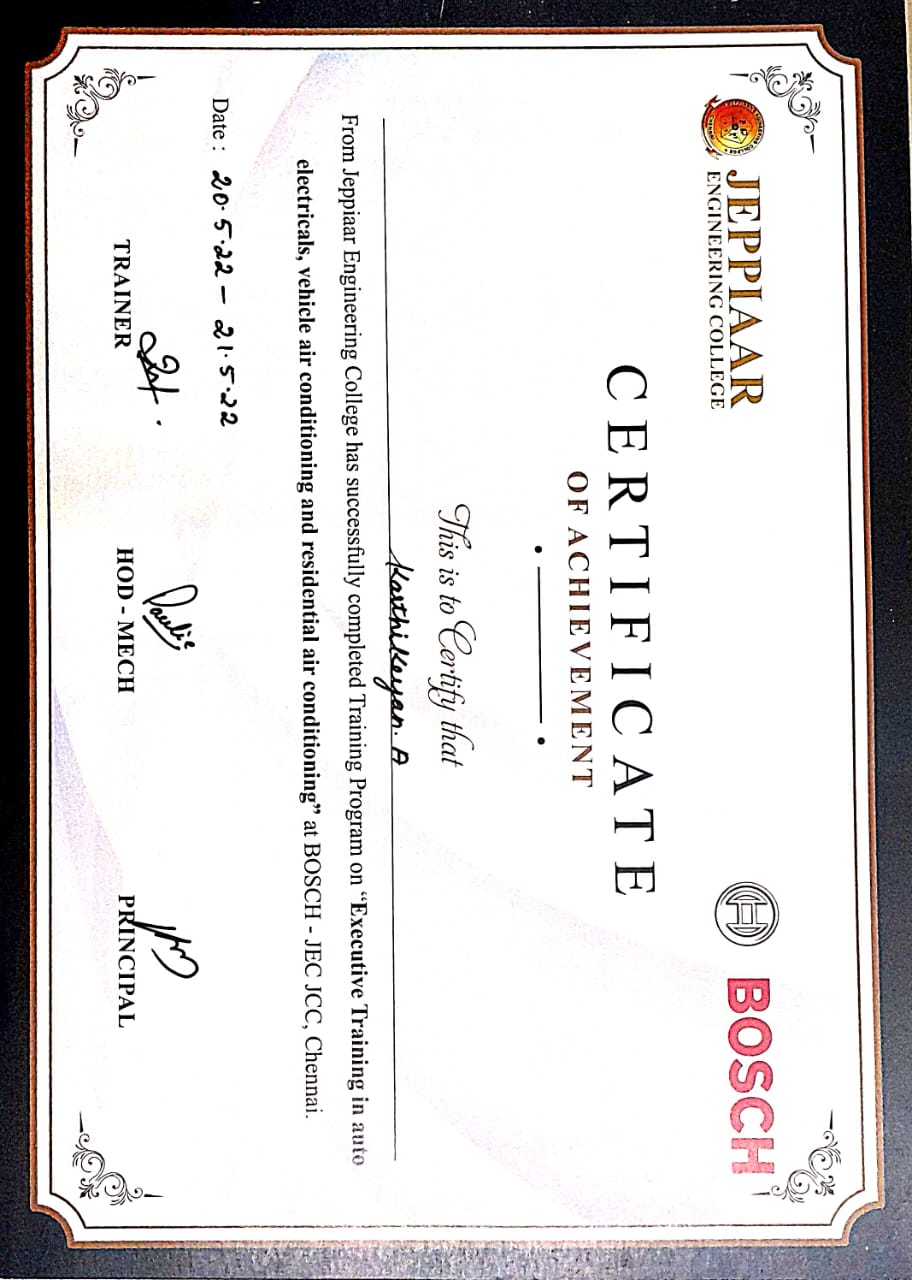 JEPPIAAR
ENGINEERING COLLEGE
BOSCH
CERTIFICATE
OF ACHIEVEMENT
This is to Certify that
Karthikeyan. A
From Jeppiaar Engineering College has successfully completed Training Program on “Executive Training in auto
electricals, vehicle air conditioning and residential air conditioning” at BOSCH - JEC JCC, Chennai.
Date : 20.5.22 – 21.5.22
TRAINER
HOD - MECH
PRINCIPAL